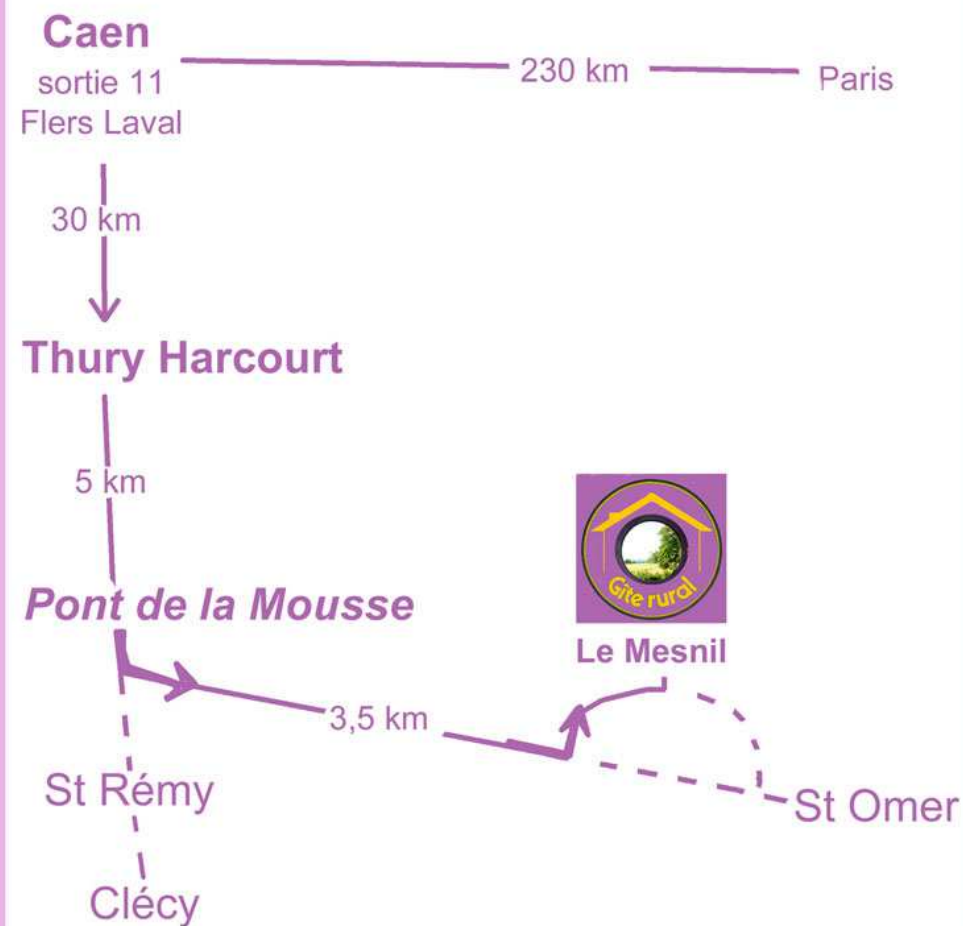 Caen
sortie 11
Flers Laval
230 km
Paris
30 km
Thury Harcourt
5 km
Gîte rural
Pont de la Mousse
Le Mesnil
3,5 km
St Rémy
St Omer
Clécy